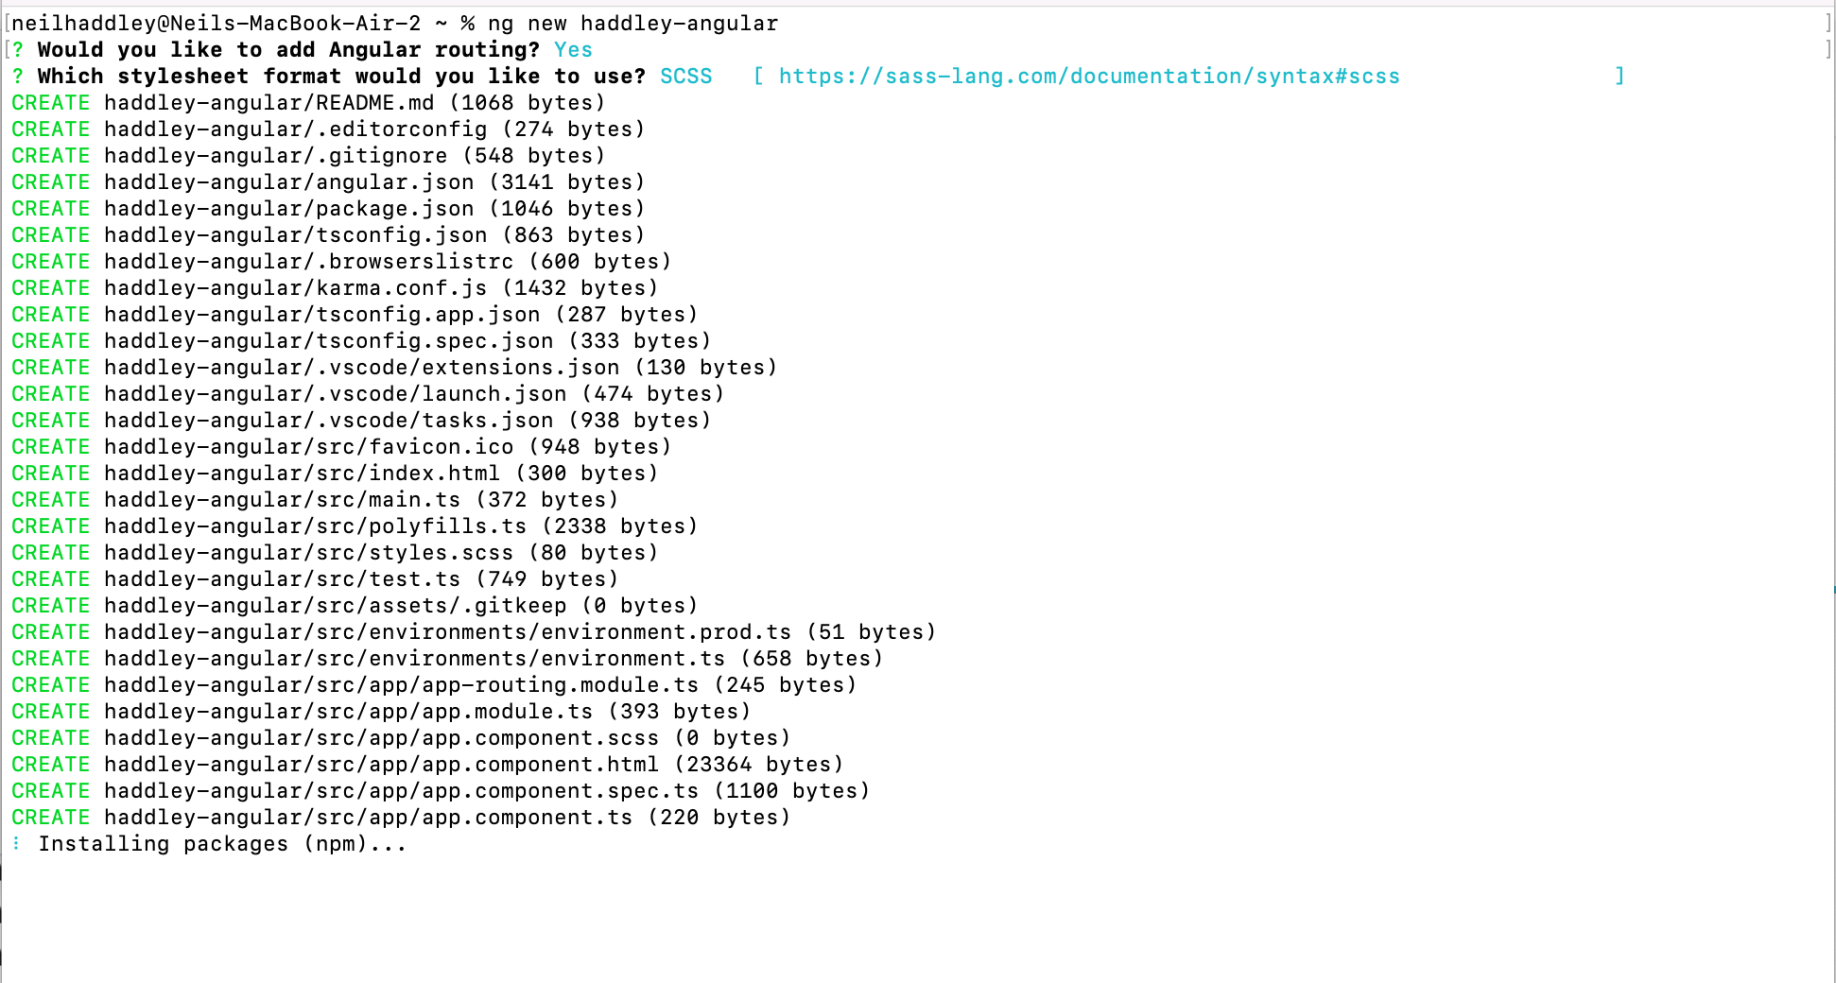 [neilhaddley@Neils-MacBook-Air-2 ~ % ng new haddley-angular ]
[? Would you like to add Angular routing? Yes ]
? Which stylesheet format would you like to use? SCSS [ https://sass-lang.com/documentation/syntax#scss ]
CREATE haddley-angular/README.md (1068 bytes)
CREATE haddley-angular/.editorconfig (274 bytes)
CREATE haddley-angular/.gitignore (548 bytes)
CREATE haddley-angular/angular.json (3141 bytes)
CREATE haddley-angular/package.json (1046 bytes)
CREATE haddley-angular/tsconfig.json (863 bytes)
CREATE haddley-angular/.browserslistrc (600 bytes)
CREATE haddley-angular/karma.conf.js (1432 bytes)
CREATE haddley-angular/tsconfig.app.json (287 bytes)
CREATE haddley-angular/tsconfig.spec.json (333 bytes)
CREATE haddley-angular/.vscode/extensions.json (130 bytes)
CREATE haddley-angular/.vscode/launch.json (474 bytes)
CREATE haddley-angular/.vscode/tasks.json (938 bytes)
CREATE haddley-angular/src/favicon.ico (948 bytes)
CREATE haddley-angular/src/index.html (300 bytes)
CREATE haddley-angular/src/main.ts (372 bytes)
CREATE haddley-angular/src/polyfills.ts (2338 bytes)
CREATE haddley-angular/src/styles.scss (80 bytes)
CREATE haddley-angular/src/test.ts (749 bytes)
CREATE haddley-angular/src/assets/.gitkeep (0 bytes)
CREATE haddley-angular/src/environments/environment.prod.ts (51 bytes)
CREATE haddley-angular/src/environments/environment.ts (658 bytes)
CREATE haddley-angular/src/app/app-routing.module.ts (245 bytes)
CREATE haddley-angular/src/app/app.module.ts (393 bytes)
CREATE haddley-angular/src/app/app.component.scss (0 bytes)
CREATE haddley-angular/src/app/app.component.html (23364 bytes)
CREATE haddley-angular/src/app/app.component.spec.ts (1100 bytes)
CREATE haddley-angular/src/app/app.component.ts (220 bytes)
⠇ Installing packages (npm)...